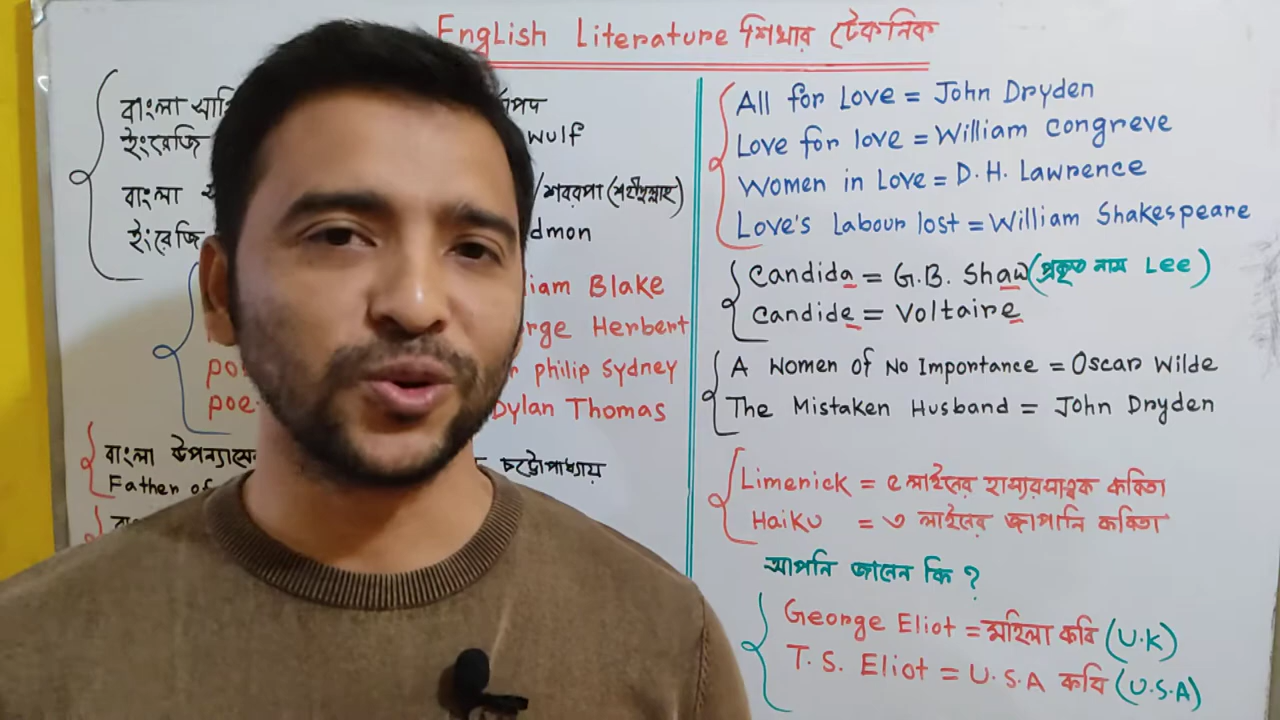 English Literature শিখার টেকনিক
বাংলা
ইংরেজি wulf
বাংলা /শবরপা (শহীদুল্লাহ)
ইংরেজি dmon
iam Blake
rge Herbert
po philip Sydney
poe Dylan Thomas
বাংলা উপন্যাসের চট্টোপাধ্যায়
Father of
All for Love = John Dryden
Love for love = William Congreve
Women in Love = D.H. Lawrence
Love's Labour lost = William Shakespeare
Candida = G.B. Shaw (প্রকৃত নাম Lee)
Candide = Voltaire
A Women of No Importance = Oscar Wilde
The Mistaken Husband = John Dryden
Limerick = ৫ লাইনের হাস্যরসাত্মক কবিতা
Haiku = ৩ লাইনের জাপানি কবিতা
আপনি জানেন কি ?
George Eliot = মহিলা কবি (U.K)
T. S. Eliot = U.S.A কবি (U.S.A)